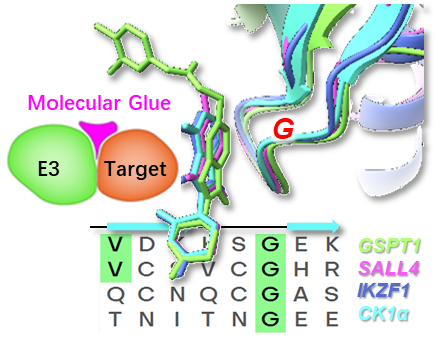 Molecular Glue
G
E3 Target
V D S G E K GSPT1
V C V C G H R SALL4
Q C N Q C G A S IKZF1
T N I T N G E E CK1α